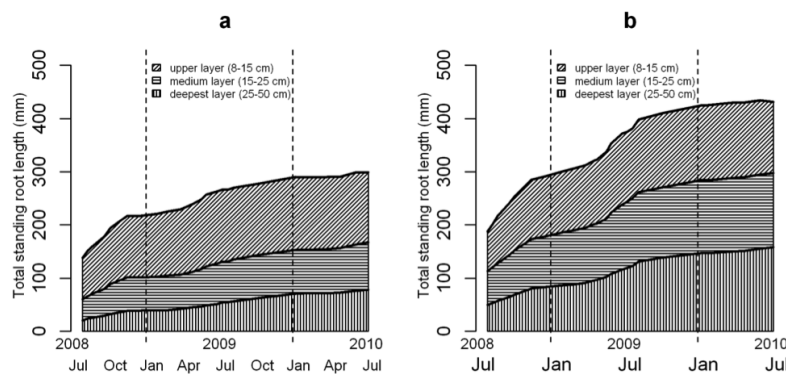 a
500
400
300
200
100
0
Total standing root length (mm)
upper layer (8-15 cm)
medium layer (15-25 cm)
deepest layer (25-50 cm)
2008 2009 2010
Jul Oct Jan Apr Jul Oct Jan Apr Jul
b
500
400
300
200
100
0
Total standing root length (mm)
upper layer (8-15 cm)
medium layer (15-25 cm)
deepest layer (25-50 cm)
2008 2009 2010
Jul Jan Jul Jan Jul